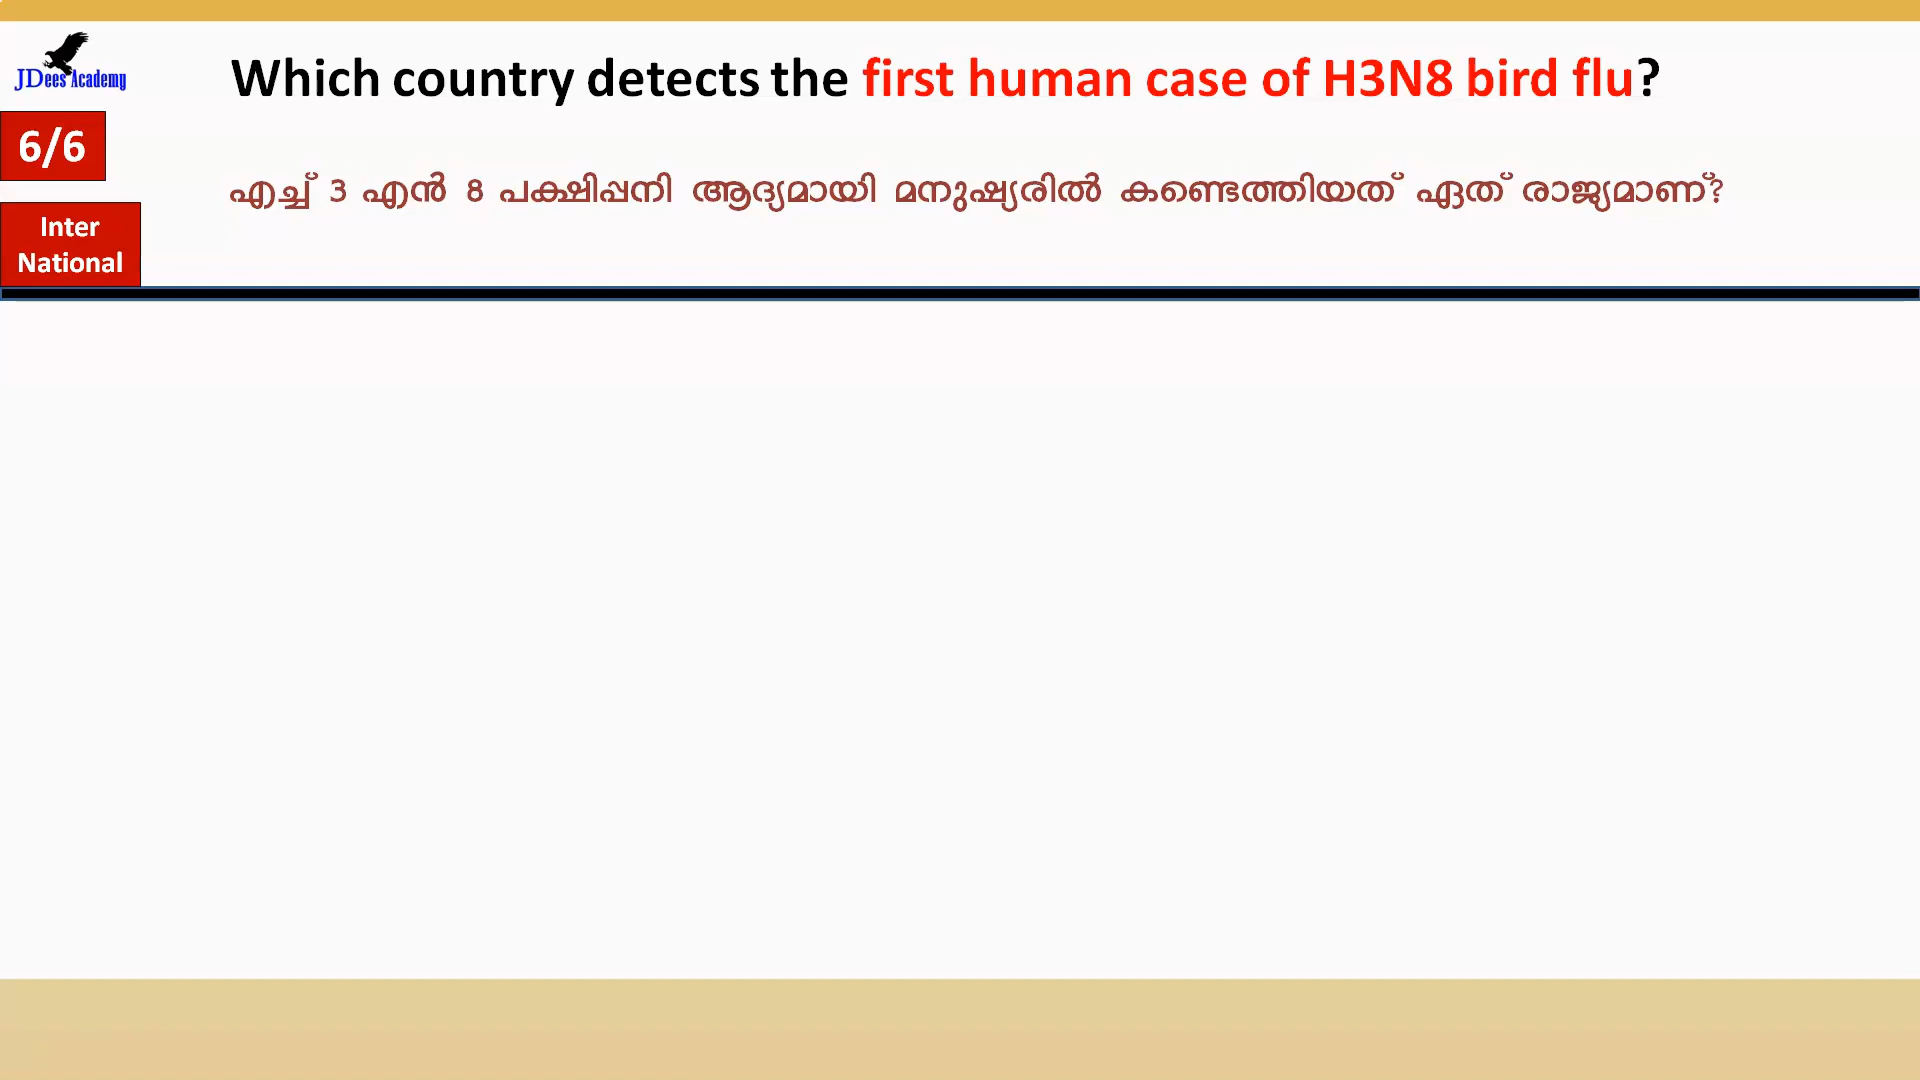 JDees Academy
Which country detects the first human case of H3N8 bird flu?
6/6
എച്ച് 3 എൻ 8 പക്ഷിപ്പനി ആദ്യമായി മനുഷ്യരിൽ കണ്ടെത്തിയത് ഏത് രാജ്യമാണ്?
Inter
National